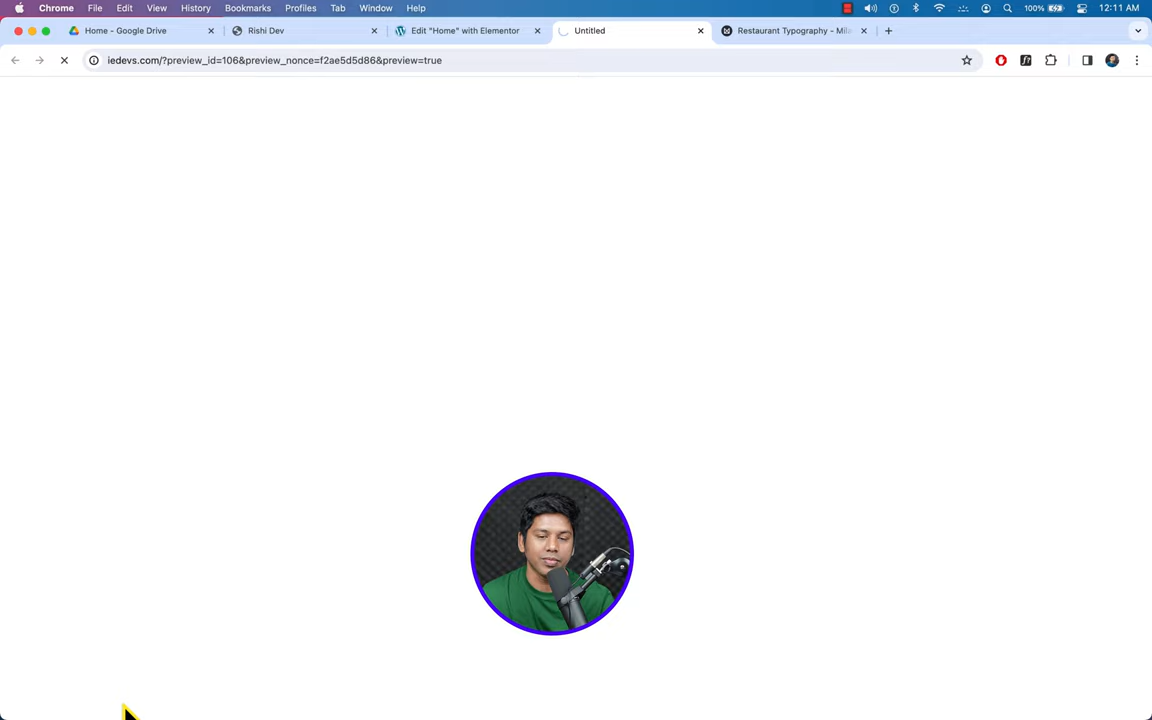 Chrome File Edit View History Bookmarks Profiles Tab Window Help 100% 12:11 AM
Home - Google Drive Rishi Dev Edit "Home" with Elementor Untitled Restaurant Typography - Mila
iedevs.com/?preview_id=106&preview_nonce=f2ae5d5d86&preview=true f?